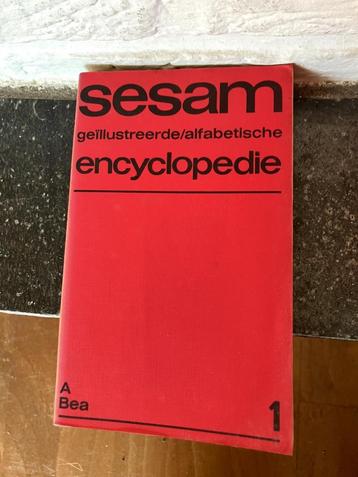 sesam
geïllustreerde/alfabetische
encyclopedie
A
Bea
1